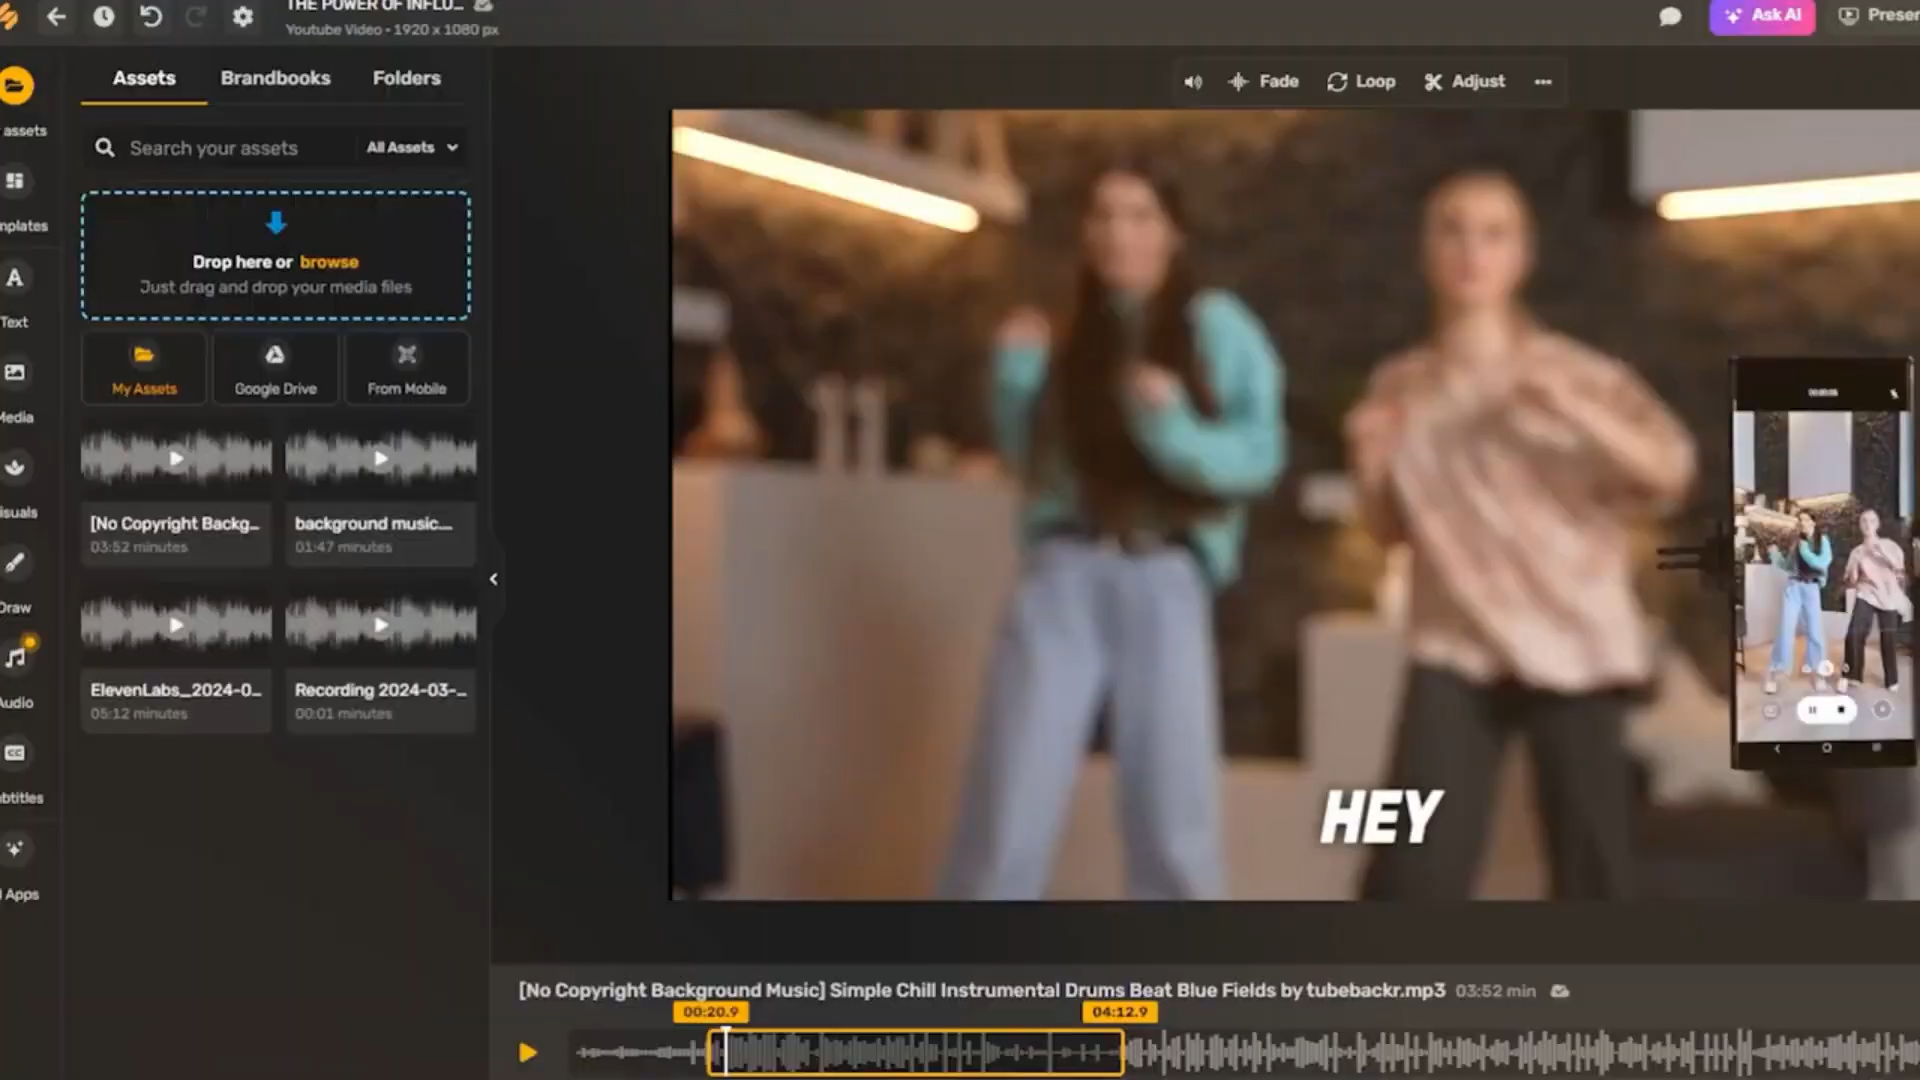 THE POWER OF INFLU...
Youtube Video - 1920 x 1080 px
Ask AI
Presen
Assets
Brandbooks
Folders
Search your assets
All Assets
Drop here or browse
Just drag and drop your media files
My Assets
Google Drive
From Mobile
[No Copyright Backg...
03:52 minutes
background music....
01:47 minutes
ElevenLabs_2024-0...
05:12 minutes
Recording 2024-03-...
00:01 minutes
assets
mplates
Text
Media
isuals
Draw
Audio
CC
btitles
Apps
Fade
Loop
Adjust
HEY
[No Copyright Background Music] Simple Chill Instrumental Drums Beat Blue Fields by tubebackr.mp3
03:52 min
00:20.9
04:12.9